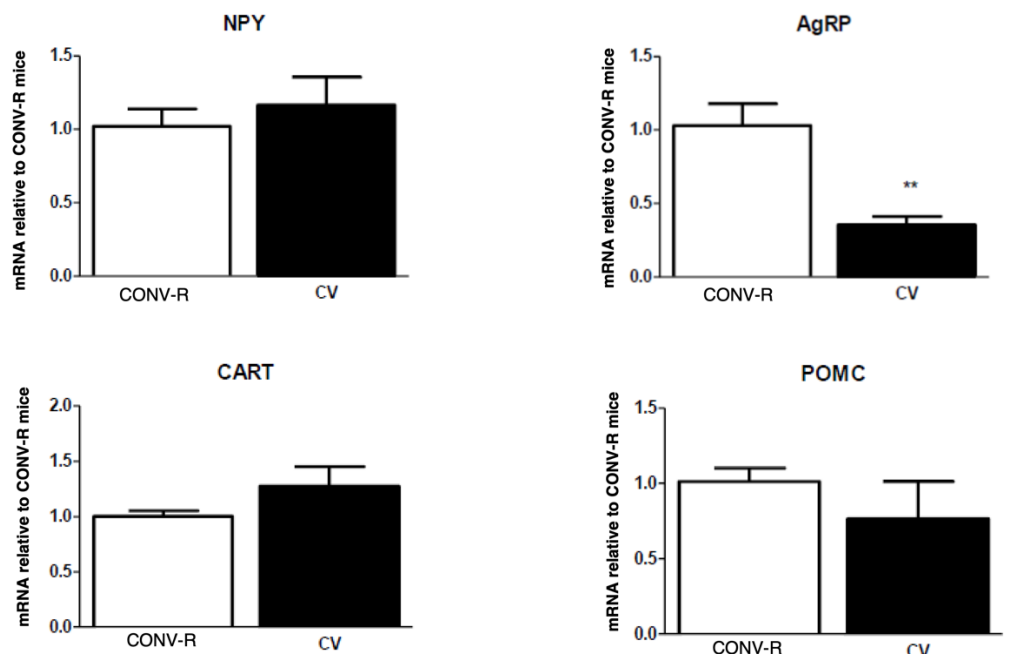 NPY
mRNA relative to CONV-R mice
1.5
1.0
0.5
0.0
CONV-R
CV
AgRP
mRNA relative to CONV-R mice
1.5
1.0
0.5
0.0
**
CONV-R
CV
CART
mRNA relative to CONV-R mice
2.0
1.5
1.0
0.5
0.0
CONV-R
CV
POMC
mRNA relative to CONV-R mice
1.5
1.0
0.5
0.0
CONV-R
CV